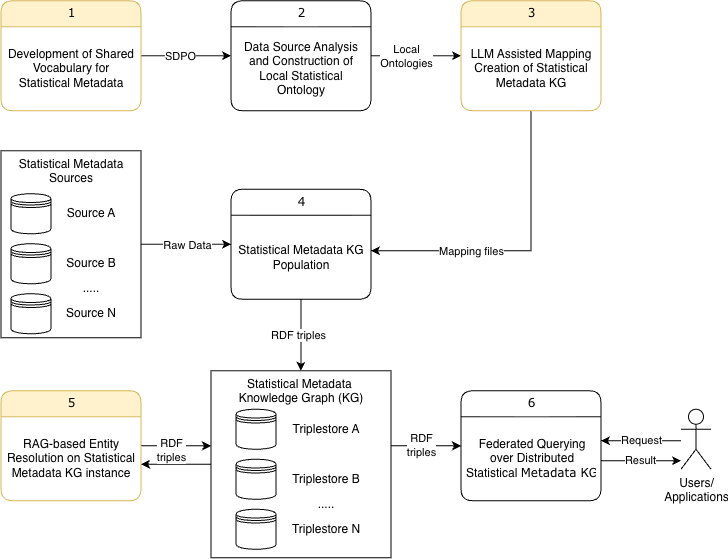 1
Development of Shared
Vocabulary for
Statistical Metadata
SDPO
2
Data Source Analysis
and Construction of
Local Statistical
Ontology
Local
Ontologies
3
LLM Assisted Mapping
Creation of Statistical
Metadata KG
Statistical Metadata
Sources
Source A
Source B
.....
Source N
Raw Data
4
Statistical Metadata KG
Population
Mapping files
RDF triples
5
RAG-based Entity
Resolution on Statistical
Metadata KG instance
RDF
triples
Statistical Metadata
Knowledge Graph (KG)
Triplestore A
Triplestore B
.....
Triplestore N
RDF
triples
6
Federated Querying
over Distributed
Statistical Metadata KG
Request
Result
Users/
Applications